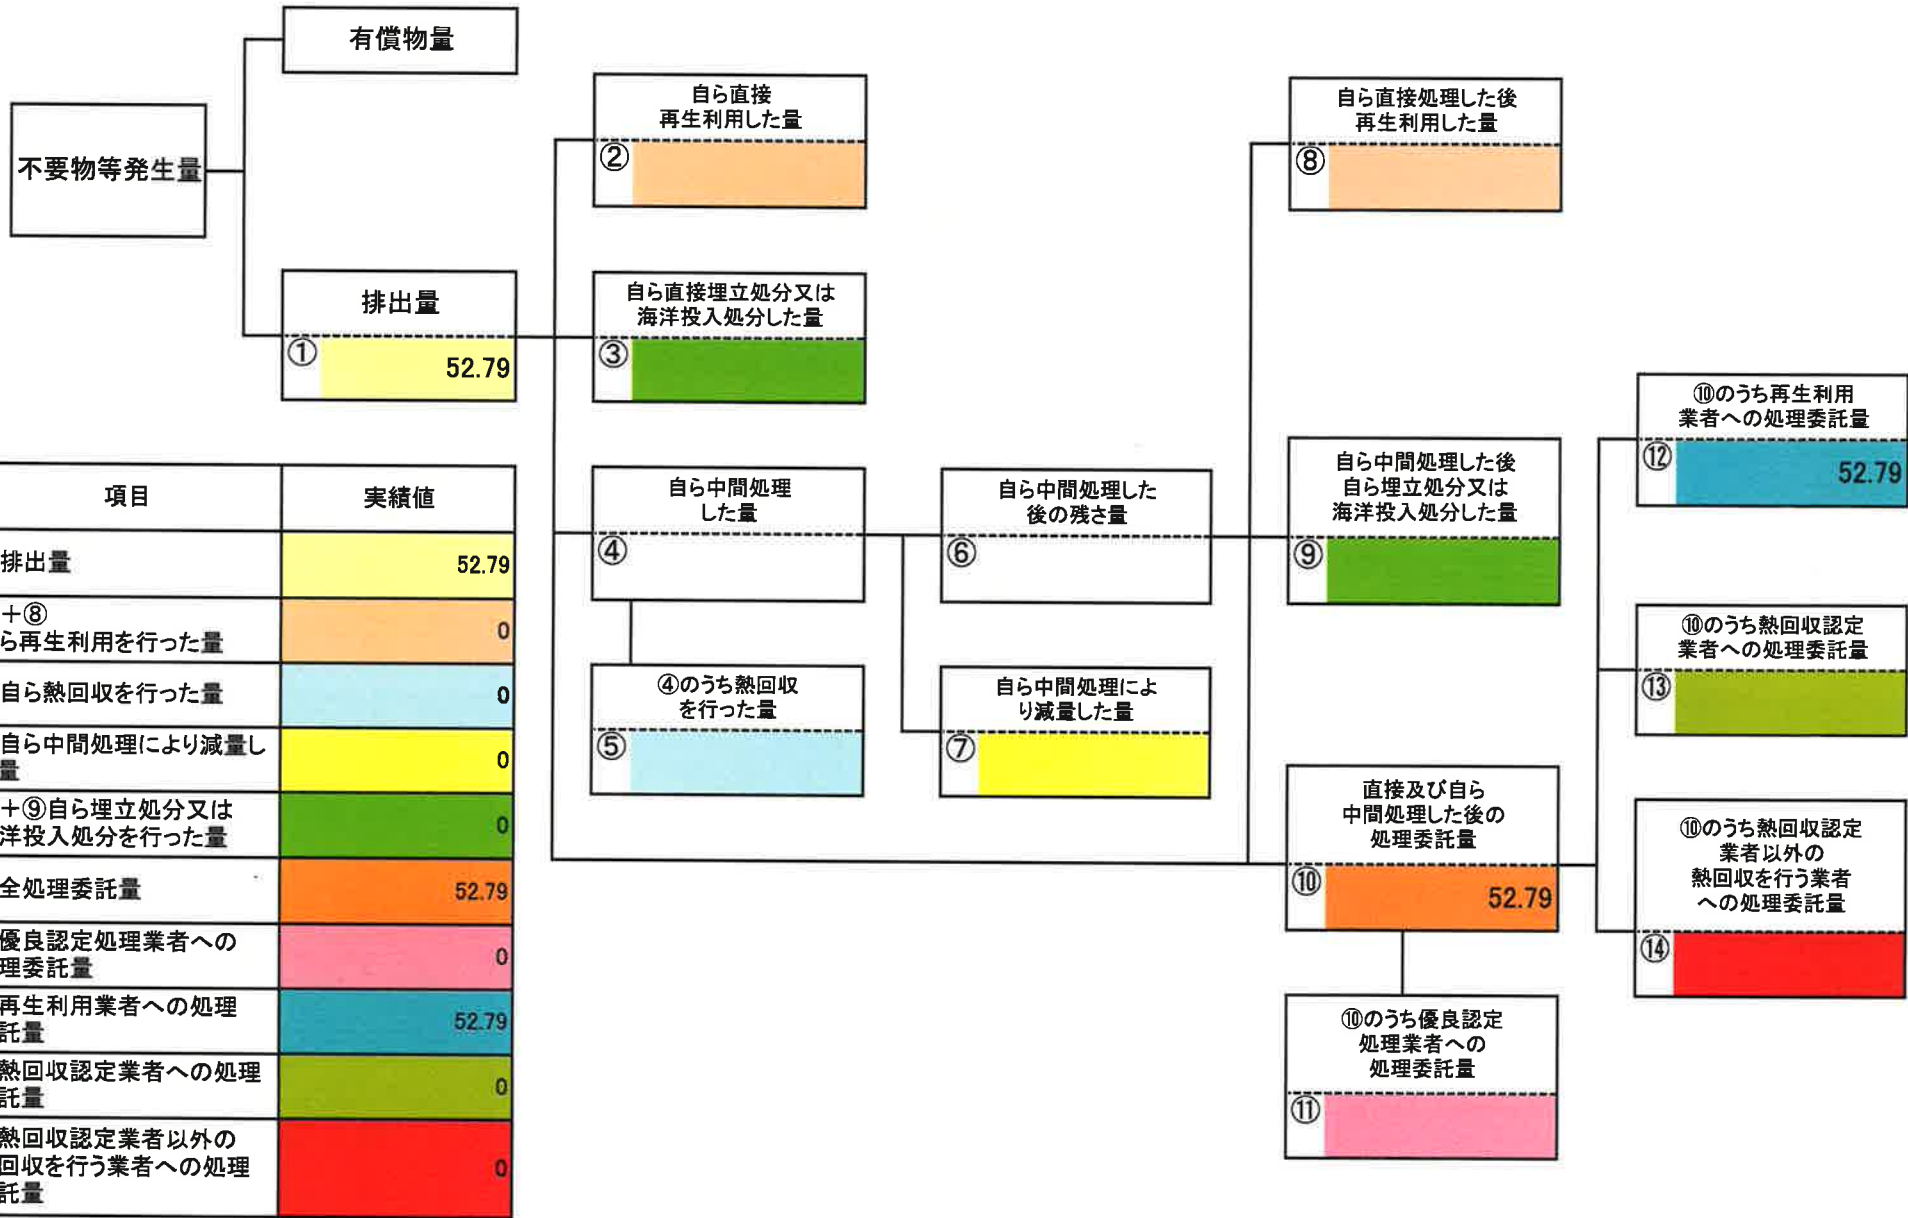 有償物量
不要物等発生量
排出量
①
52.79
自ら直接
再生利用した量
②
自ら直接埋立処分又は
海洋投入処分した量
③
自ら中間処理
した量
④
④のうち熱回収
を行った量
⑤
自ら中間処理した
後の残さ量
⑥
自ら中間処理によ
り減量した量
⑦
自ら直接処理した後
再生利用した量
⑧
自ら中間処理した後
自ら埋立処分又は
海洋投入処分した量
⑨
直接及び自ら
中間処理した後の
処理委託量
⑩
52.79
⑩のうち優良認定
処理業者への
処理委託量
⑪
⑩のうち再生利用
業者への処理委託量
⑫
52.79
⑩のうち熱回収認定
業者への処理委託量
⑬
⑩のうち熱回収認定
業者以外の
熱回収を行う業者
への処理委託量
⑭
項目
実績値
排出量
52.79
+⑧
ら再生利用を行った量
0
自ら熱回収を行った量
0
自ら中間処理により減量し
量
0
+⑨自ら埋立処分又は
洋投入処分を行った量
0
全処理委託量
52.79
優良認定処理業者への
理委託量
0
再生利用業者への処理
託量
52.79
熱回収認定業者への処理
託量
0
熱回収認定業者以外の
回収を行う業者への処理
託量
0